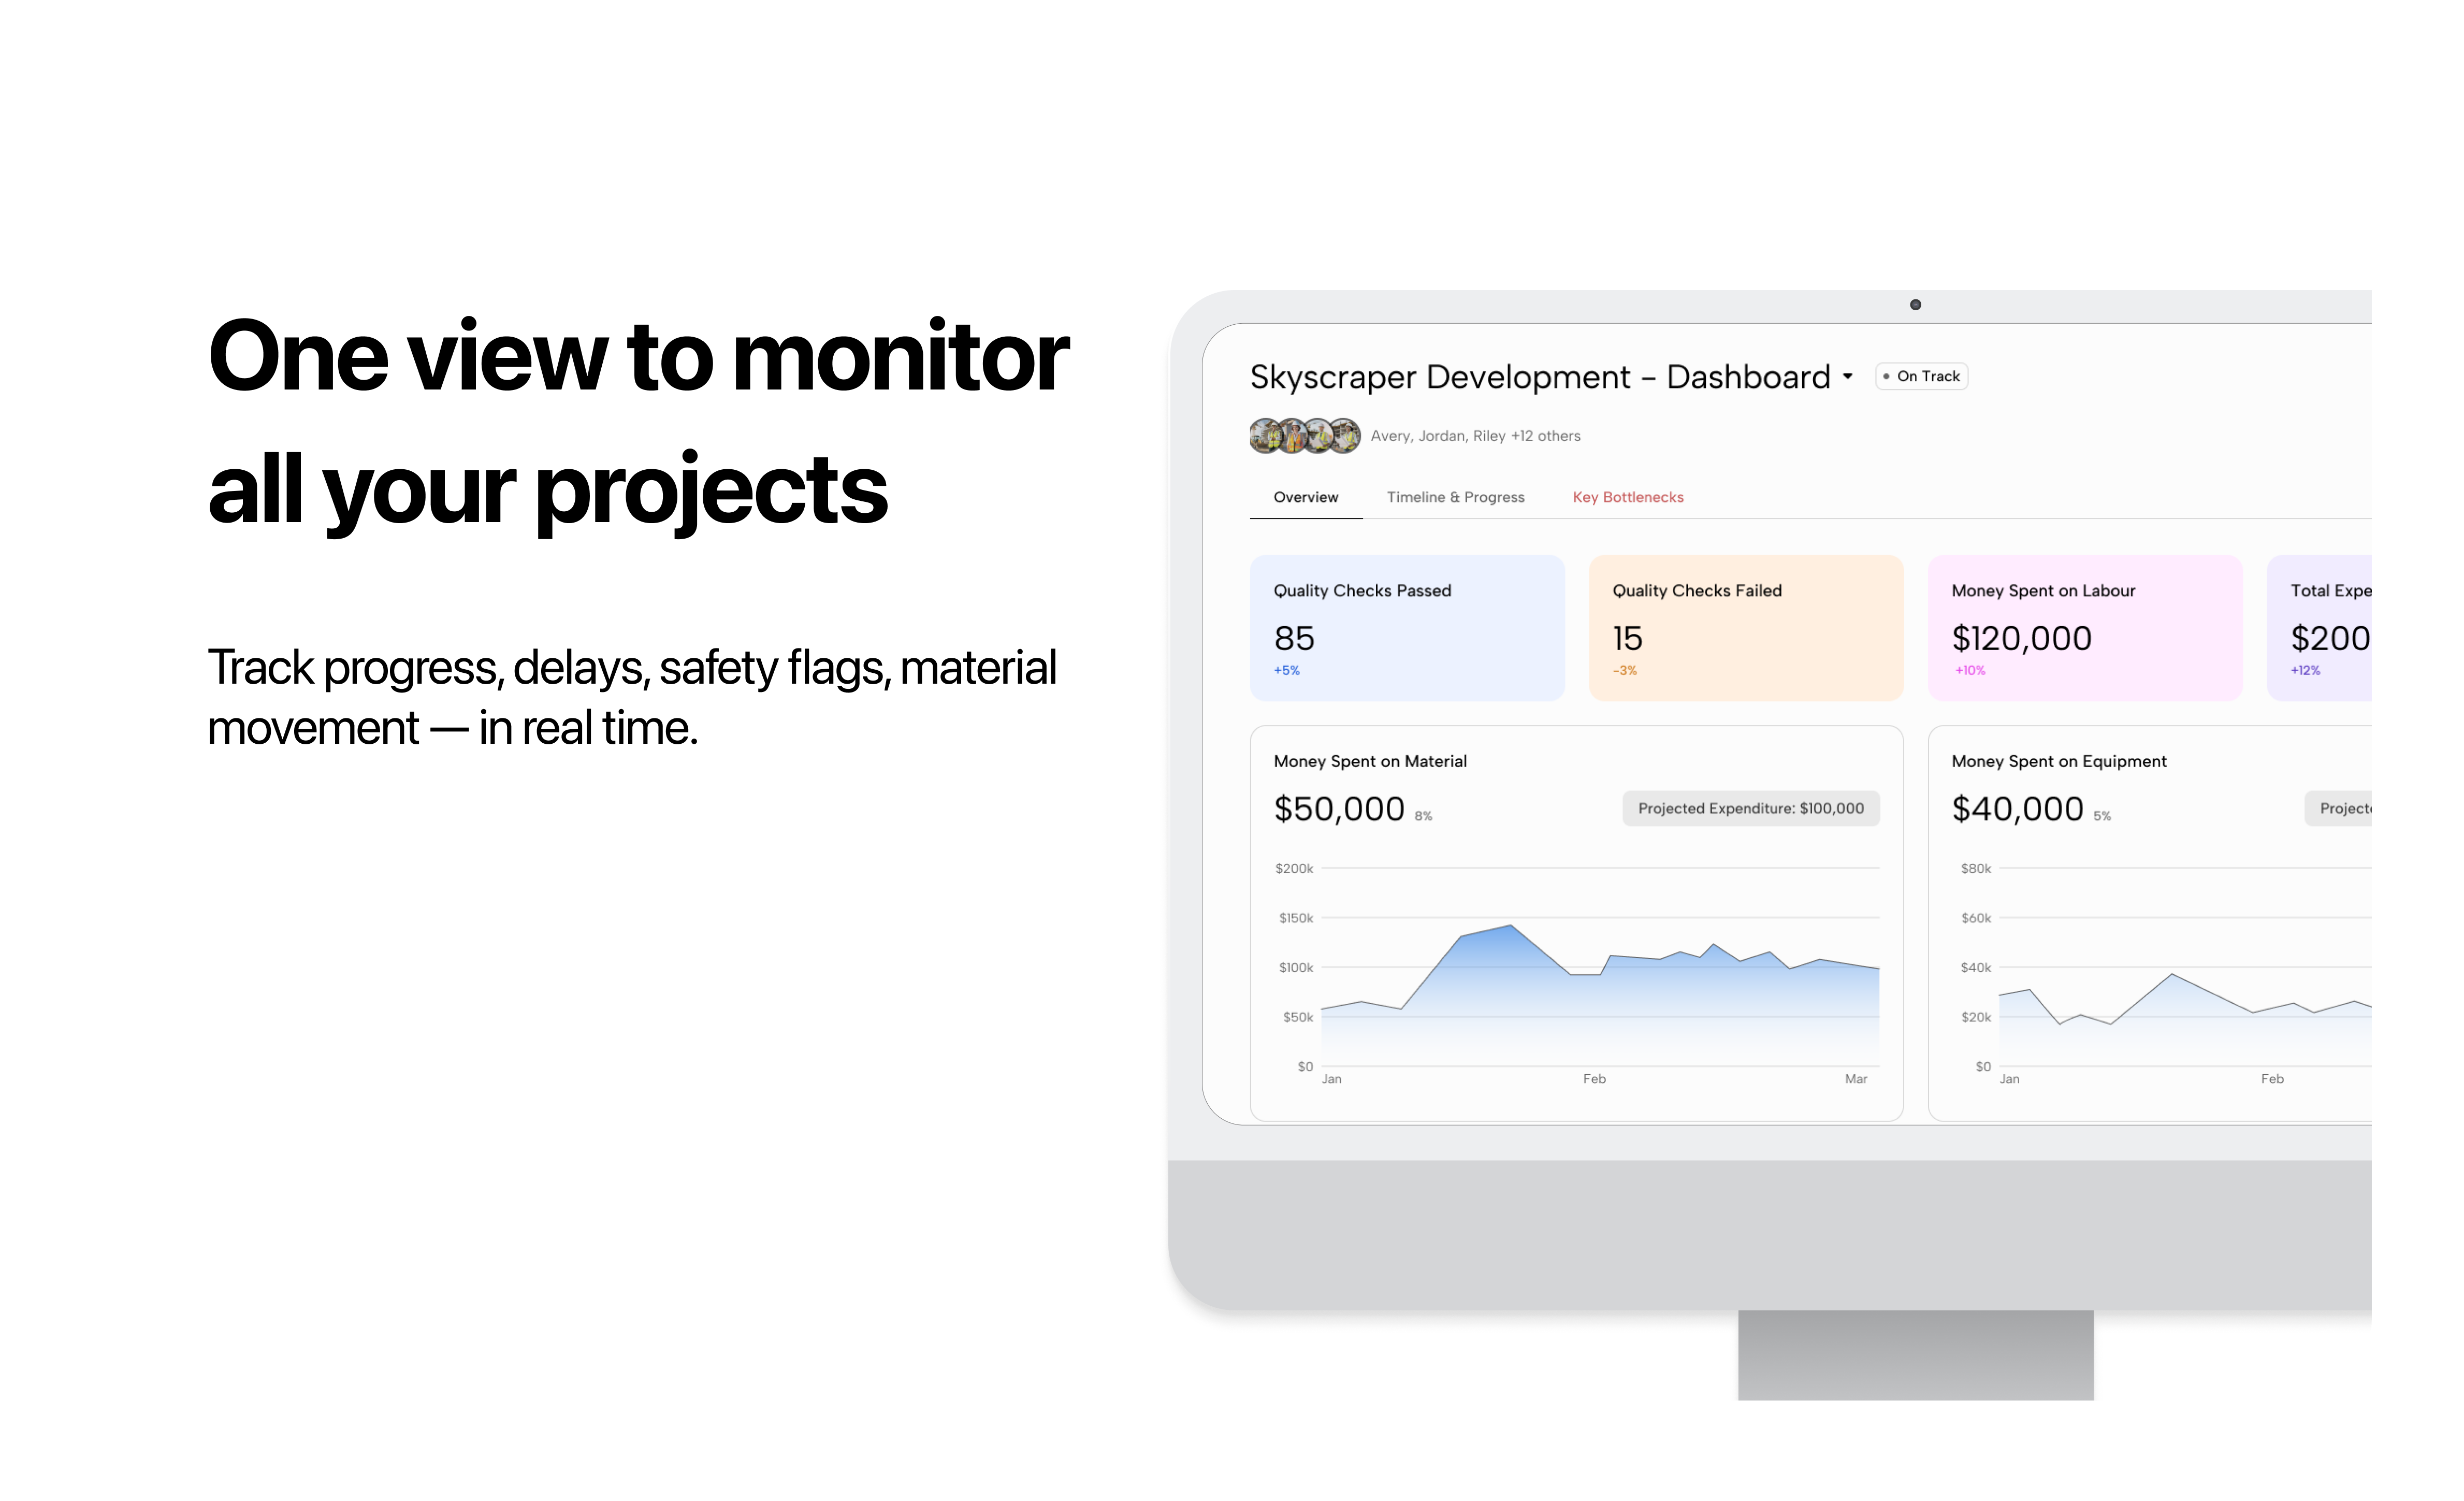 One view to monitor
all your projects
Track progress, delays, safety flags, material
movement — in real time.
Skyscraper Development – Dashboard
On Track
Avery, Jordan, Riley +12 others
Overview
Timeline & Progress
Key Bottlenecks
Quality Checks Passed
85
+5%
Quality Checks Failed
15
-3%
Money Spent on Labour
$120,000
+10%
Total Expe
$200
+12%
Money Spent on Material
$50,000 8%
Projected Expenditure: $100,000
$200k
$150k
$100k
$50k
$0
Jan Feb Mar
Money Spent on Equipment
$40,000 5%
Project
$80k
$60k
$40k
$20k
$0
Jan Feb